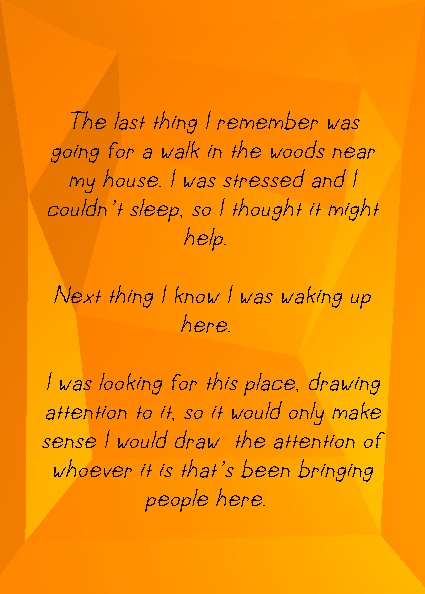 The last thing I remember was
going for a walk in the woods near
my house. I was stressed and I
couldn't sleep, so I thought it might
help.
Next thing I know I was waking up
here.
I was looking for this place, drawing
attention to it, so it would only make
sense I would draw the attention of
whoever it is that's been bringing
people here.